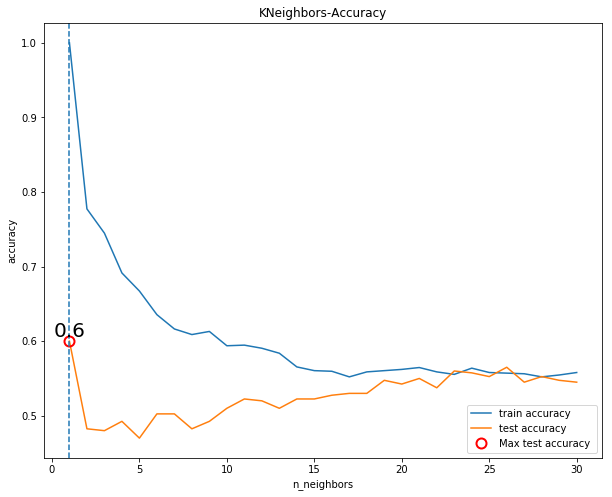 KNeighbors-Accuracy
1.0
0.9
0.8
0.7
0.6
0.5
accuracy
0.6
0
5
10
15
20
25
30
n_neighbors
train accuracy
test accuracy
Max test accuracy